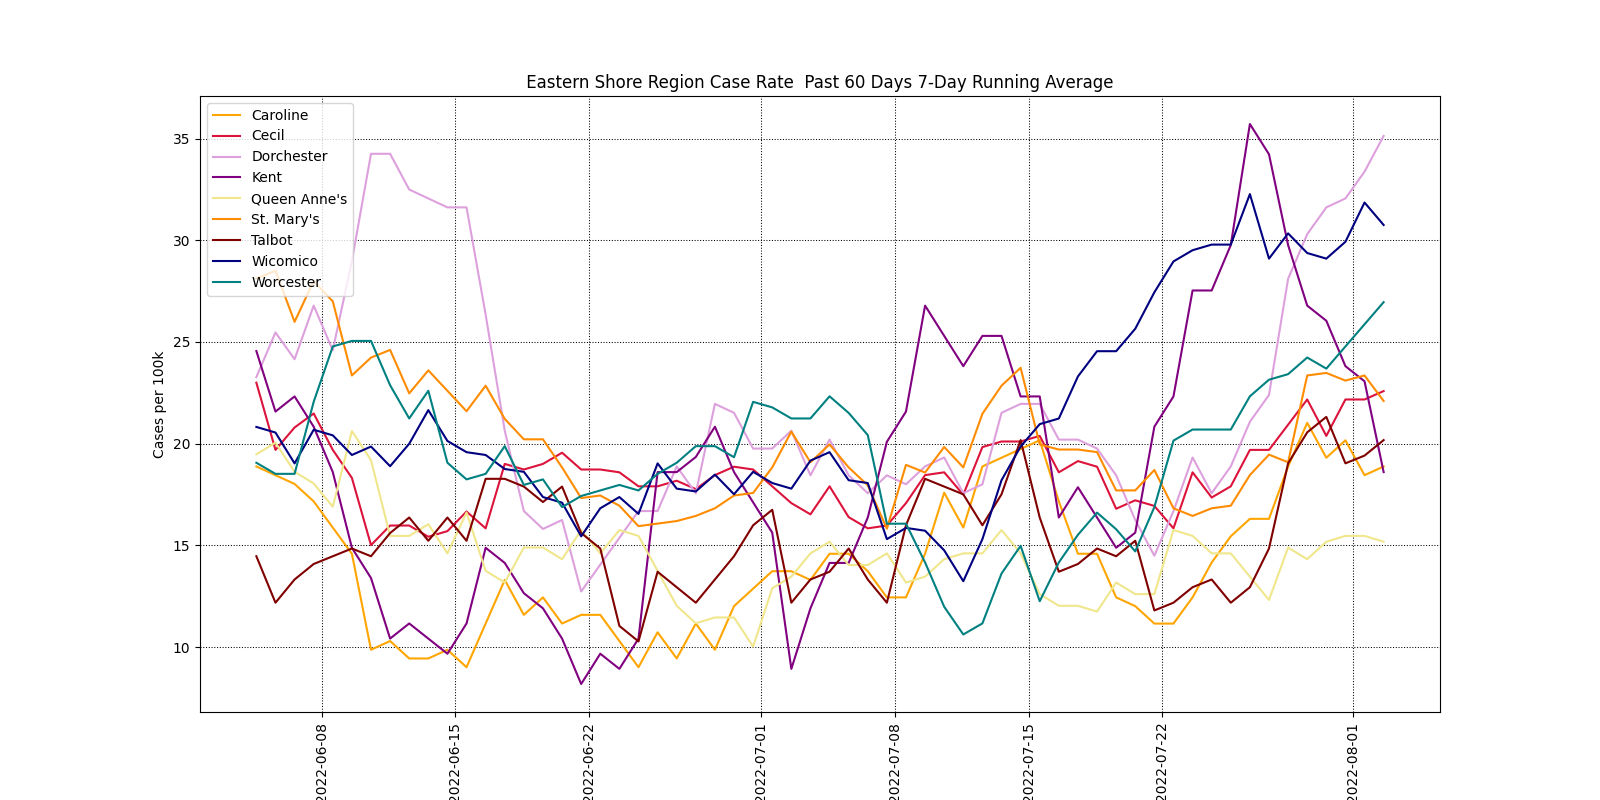 Eastern Shore Region Case Rate  Past 60 Days 7-Day Running Average
Cases per 100k
35
30
25
20
15
10
Caroline
Cecil
Dorchester
Kent
Queen Anne's
St. Mary's
Talbot
Wicomico
Worcester
2022-06-08
2022-06-15
2022-06-22
2022-07-01
2022-07-08
2022-07-15
2022-07-22
2022-08-01